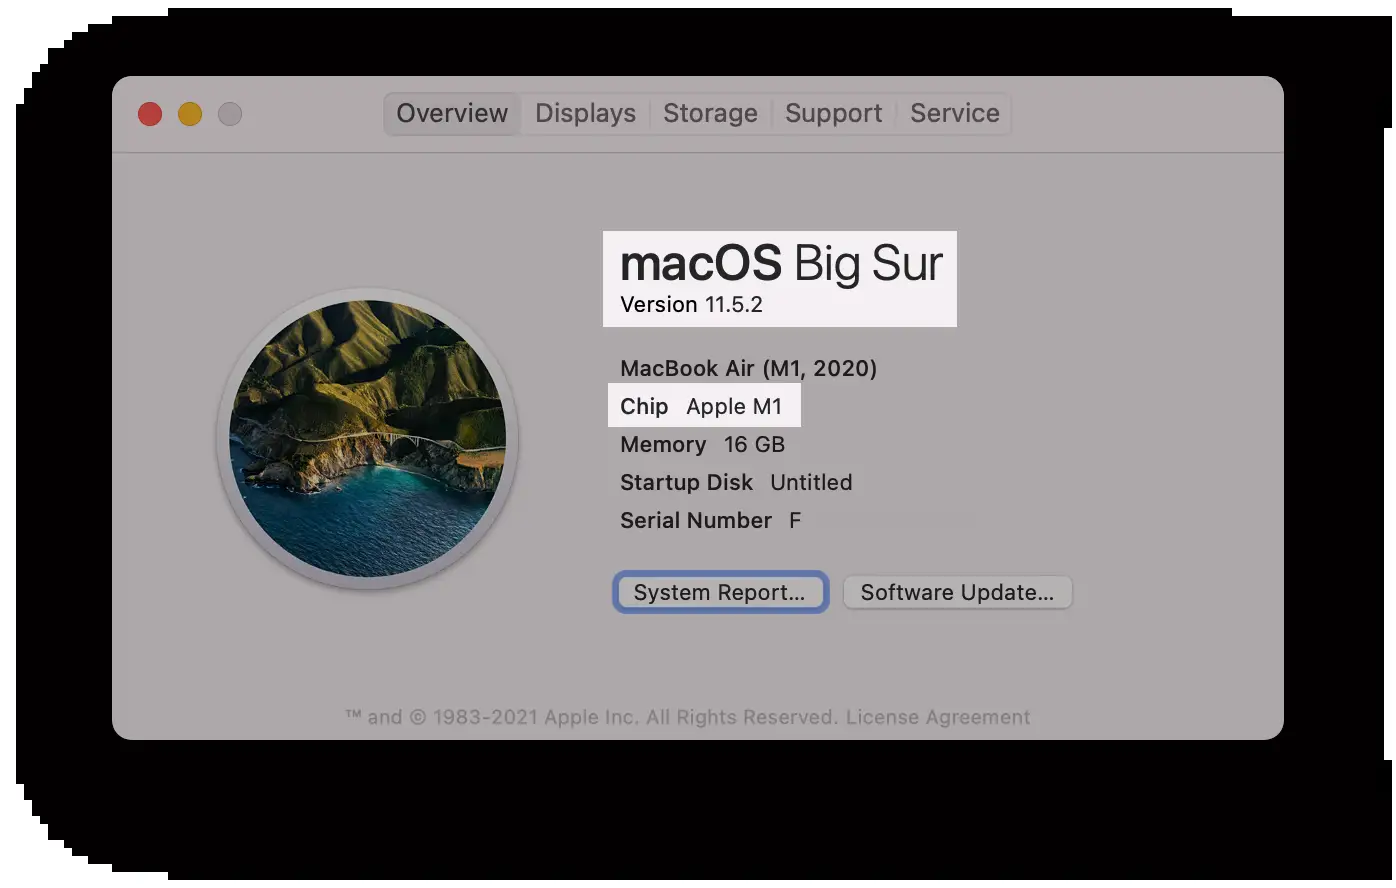 Overview Displays Storage Support Service
macOS Big Sur
Version 11.5.2
MacBook Air (M1, 2020)
Chip Apple M1
Memory 16 GB
Startup Disk Untitled
Serial Number F
System Report... Software Update...
™ and © 1983-2021 Apple Inc. All Rights Reserved. License Agreement